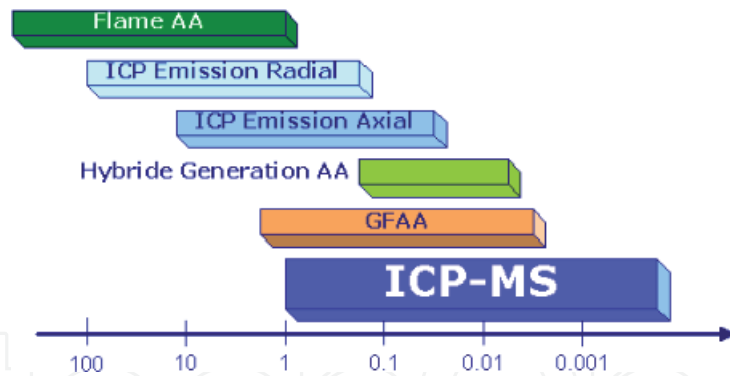 Flame AA
ICP Emission Radial
ICP Emission Axial
Hybride Generation AA
GFAA
ICP-MS
100 10 1 0.1 0.01 0.001